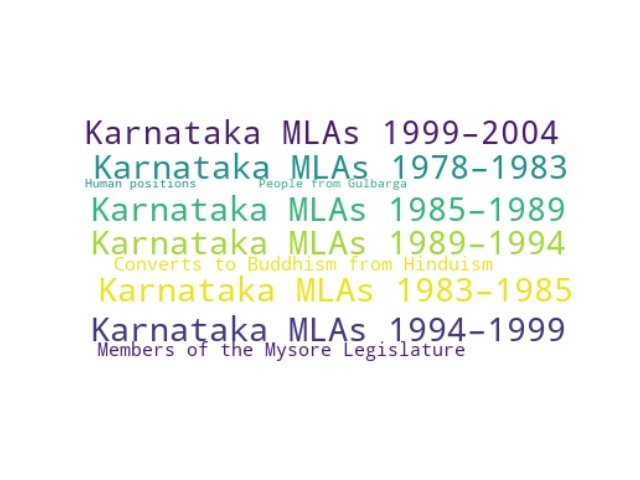 Karnataka MLAs 1999–2004
Karnataka MLAs 1978–1983
Human positions People from Gulbarga
Karnataka MLAs 1985–1989
Karnataka MLAs 1989–1994
Converts to Buddhism from Hinduism
Karnataka MLAs 1983–1985
Karnataka MLAs 1994–1999
Members of the Mysore Legislature